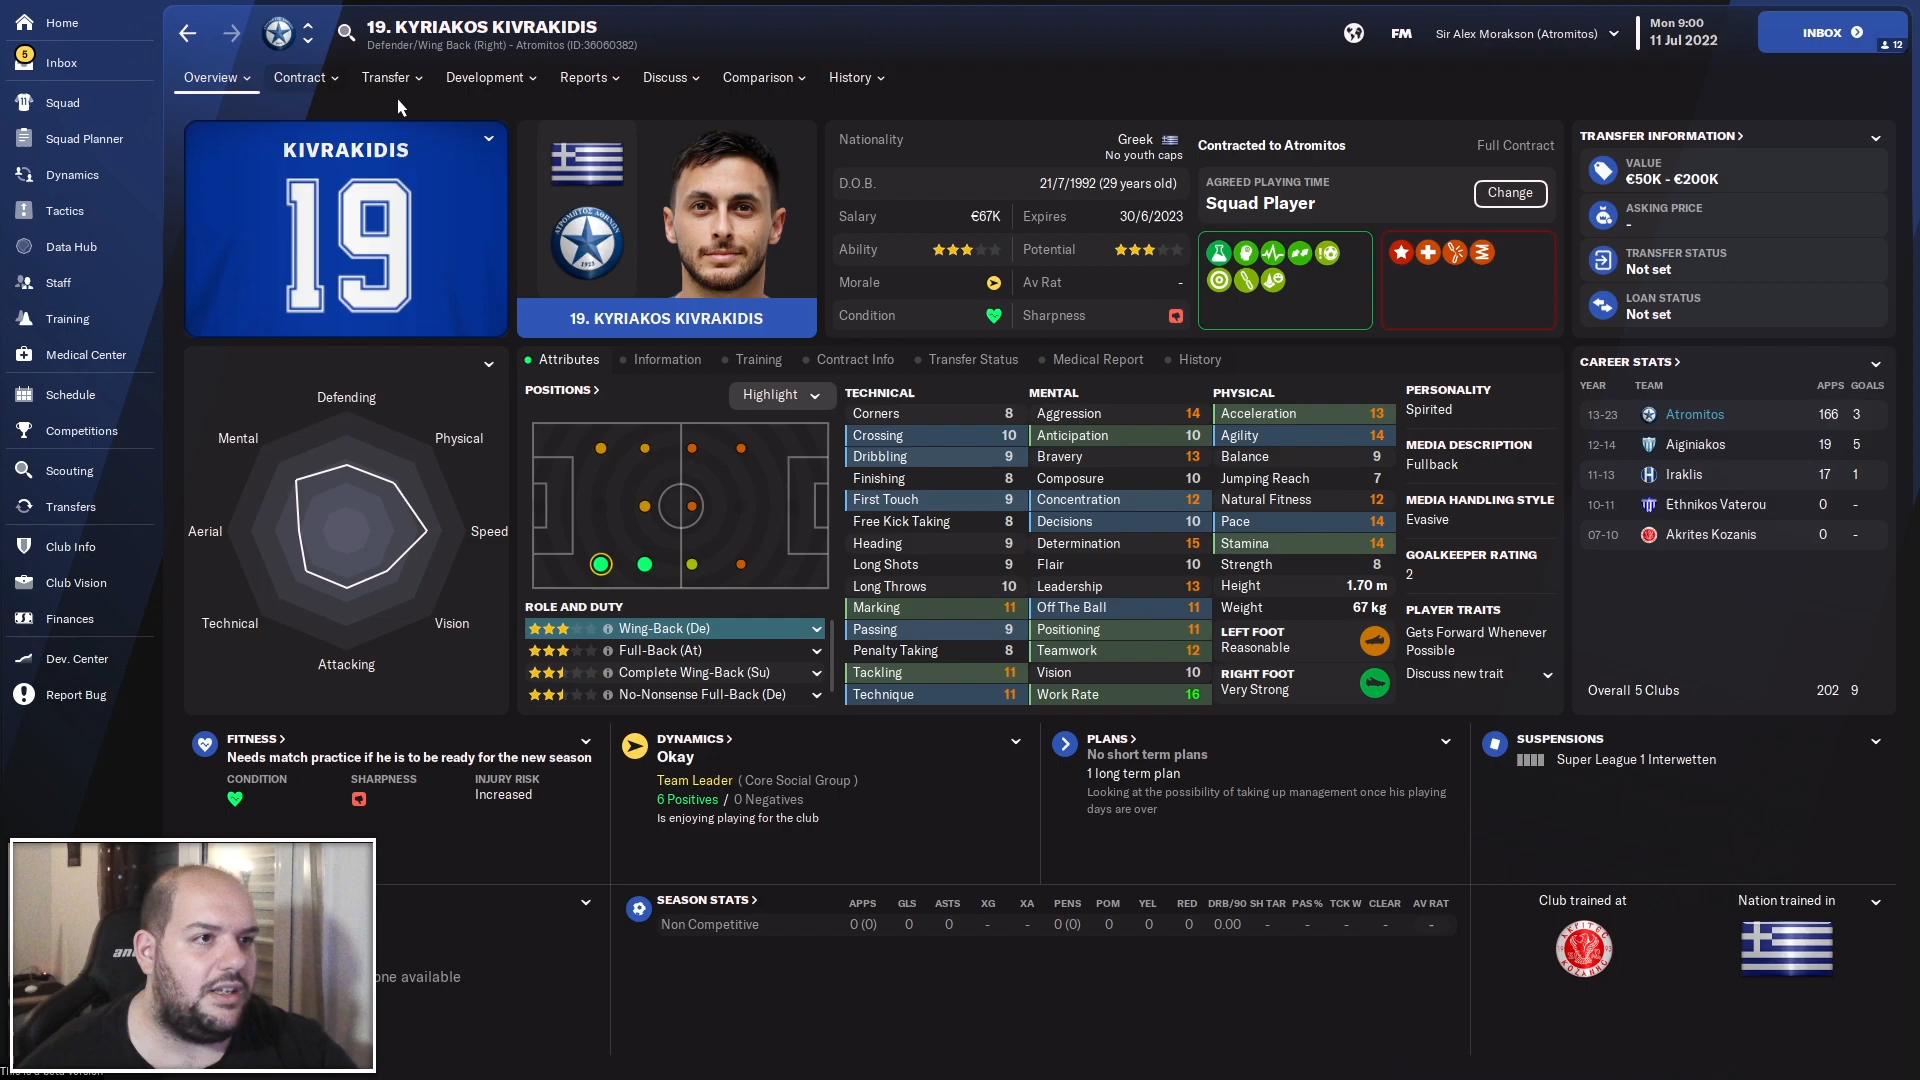 Home
Inbox
5
Squad
Squad Planner
Dynamics
Tactics
Data Hub
Staff
Training
Medical Center
Schedule
Competitions
Scouting
Transfers
Club Info
Club Vision
Finances
Dev. Center
Report Bug
19. KYRIAKOS KIVRAKIDIS
Defender/Wing Back (Right) - Atromitos (ID:36060382)
FM
Sir Alex Morakson (Atromitos)
Mon 9:00
11 Jul 2022
INBOX
12
Overview
Contract
Transfer
Development
Reports
Discuss
Comparison
History
KIVRAKIDIS
19
19. KYRIAKOS KIVRAKIDIS
Nationality
Greek
No youth caps
D.O.B.
21/7/1992 (29 years old)
Salary
€67K
Expires
30/6/2023
Ability
Potential
Morale
Av Rat
-
Condition
Sharpness
Contracted to Atromitos
Full Contract
AGREED PLAYING TIME
Squad Player
Change
TRANSFER INFORMATION
VALUE
€50K - €200K
ASKING PRICE
-
TRANSFER STATUS
Not set
LOAN STATUS
Not set
Defending
Physical
Speed
Vision
Attacking
Technical
Aerial
Mental
Attributes
Information
Training
Contract Info
Transfer Status
Medical Report
History
POSITIONS
Highlight
ROLE AND DUTY
Wing-Back (De)
Full-Back (At)
Complete Wing-Back (Su)
No-Nonsense Full-Back (De)
TECHNICAL
Corners 8
Crossing 10
Dribbling 9
Finishing 8
First Touch 9
Free Kick Taking 8
Heading 9
Long Shots 9
Long Throws 10
Marking 11
Passing 9
Penalty Taking 8
Tackling 11
Technique 11
MENTAL
Aggression 14
Anticipation 10
Bravery 13
Composure 10
Concentration 12
Decisions 10
Determination 15
Flair 10
Leadership 13
Off The Ball 11
Positioning 11
Teamwork 12
Vision 10
Work Rate 16
PHYSICAL
Acceleration 13
Agility 14
Balance 9
Jumping Reach 7
Natural Fitness 12
Pace 14
Stamina 14
Strength 8
Height 1.70 m
Weight 67 kg
LEFT FOOT
Reasonable
RIGHT FOOT
Very Strong
PERSONALITY
Spirited
MEDIA DESCRIPTION
Fullback
MEDIA HANDLING STYLE
Evasive
GOALKEEPER RATING
2
PLAYER TRAITS
Gets Forward Whenever
Possible
Discuss new trait
CAREER STATS
YEAR TEAM APPS GOALS
13-23 Atromitos 166 3
12-14 Aiginiakos 19 5
11-13 Iraklis 17 1
10-11 Ethnikos Vaterou 0 -
07-10 Akrites Kozanis 0 -
Overall 5 Clubs 202 9
FITNESS
Needs match practice if he is to be ready for the new season
CONDITION
SHARPNESS
INJURY RISK
Increased
DYNAMICS
Okay
Team Leader ( Core Social Group )
6 Positives / 0 Negatives
Is enjoying playing for the club
PLANS
No short term plans
1 long term plan
Looking at the possibility of taking up management once his playing
days are over
SUSPENSIONS
Super League 1 Interwetten
one available
SEASON STATS
APPS GLS ASTS XG XA PENS POM YEL RED DRB/90 SH TAR PAS% TCK W CLEAR AV RAT
Non Competitive 0 (0) 0 0 - - 0 (0) 0 0 0 0.00 - - - - -
Club trained at
Nation trained in